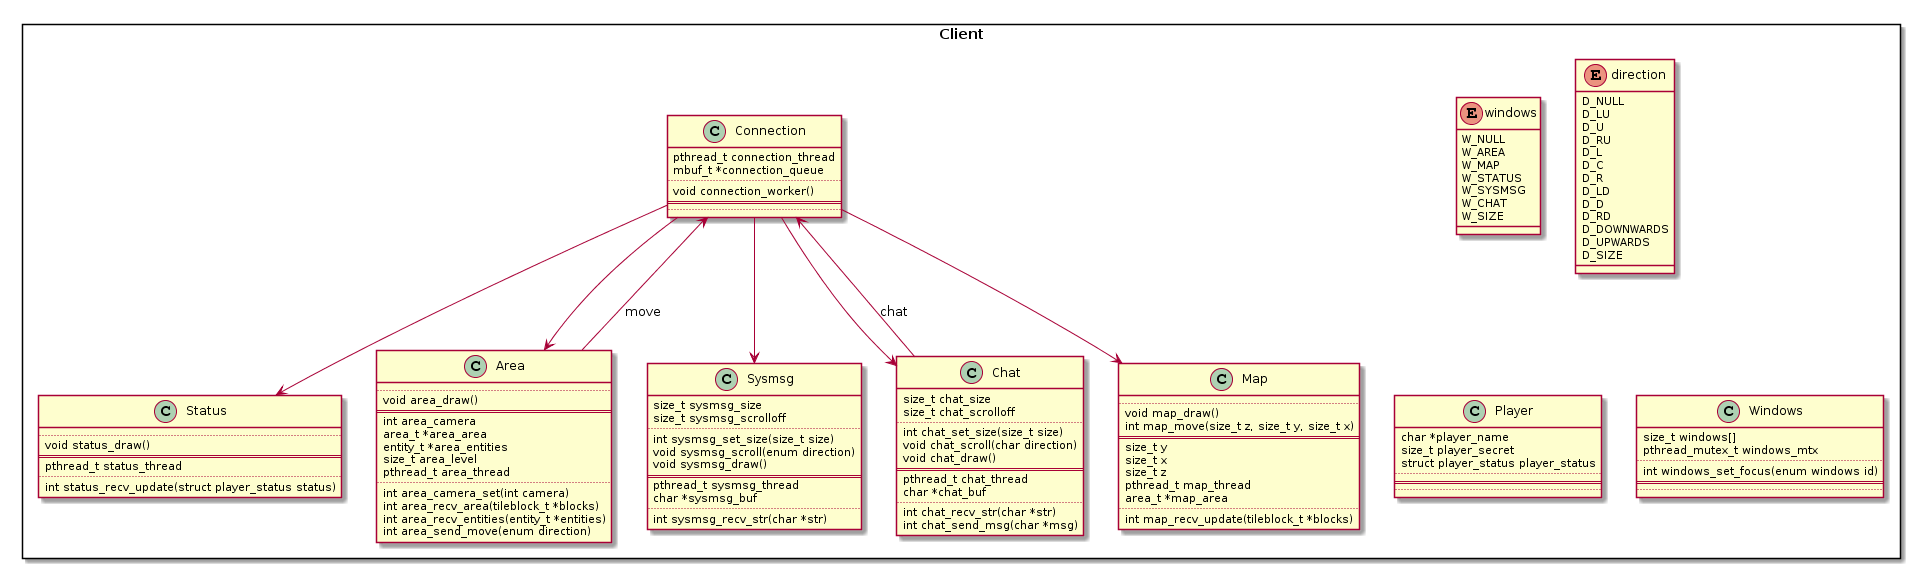 Client
C Connection
pthread_t connection_thread
mbuf_t *connection_queue
void connection_worker()
E windows
W_NULL
W_AREA
W_MAP
W_STATUS
W_SYSMSG
W_CHAT
W_SIZE
E direction
D_NULL
D_LU
D_U
D_RU
D_L
D_C
D_R
D_LD
D_D
D_RD
D_DOWNWARDS
D_UPWARDS
D_SIZE
move
chat
C Status
void status_draw()
pthread_t status_thread
int status_recv_update(struct player_status status)
C Area
void area_draw()
int area_camera
area_t *area_area
entity_t *area_entities
size_t area_level
pthread_t area_thread
int area_camera_set(int camera)
int area_recv_area(tileblock_t *blocks)
int area_recv_entities(entity_t *entities)
int area_send_move(enum direction)
C Sysmsg
size_t sysmsg_size
size_t sysmsg_scrolloff
int sysmsg_set_size(size_t size)
void sysmsg_scroll(enum direction)
void sysmsg_draw()
pthread_t sysmsg_thread
char *sysmsg_buf
int sysmsg_recv_str(char *str)
C Chat
size_t chat_size
size_t chat_scrolloff
int chat_set_size(size_t size)
void chat_scroll(char direction)
void chat_draw()
pthread_t chat_thread
char *chat_buf
int chat_recv_str(char *str)
int chat_send_msg(char *msg)
C Map
void map_draw()
int map_move(size_t z, size_t y, size_t x)
size_t y
size_t x
size_t z
pthread_t map_thread
area_t *map_area
int map_recv_update(tileblock_t *blocks)
C Player
char *player_name
size_t player_secret
struct player_status player_status
C Windows
size_t windows[]
pthread_mutex_t windows_mtx
int windows_set_focus(enum windows id)